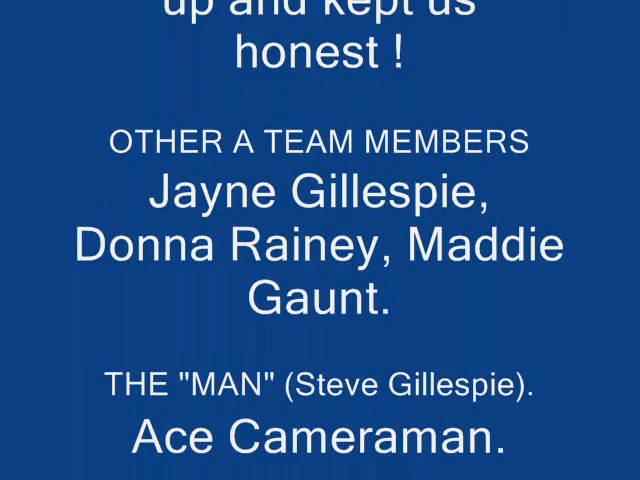 up and kept us
honest !
OTHER A TEAM MEMBERS
Jayne Gillespie,
Donna Rainey, Maddie
Gaunt.
THE "MAN" (Steve Gillespie).
Ace Cameraman.